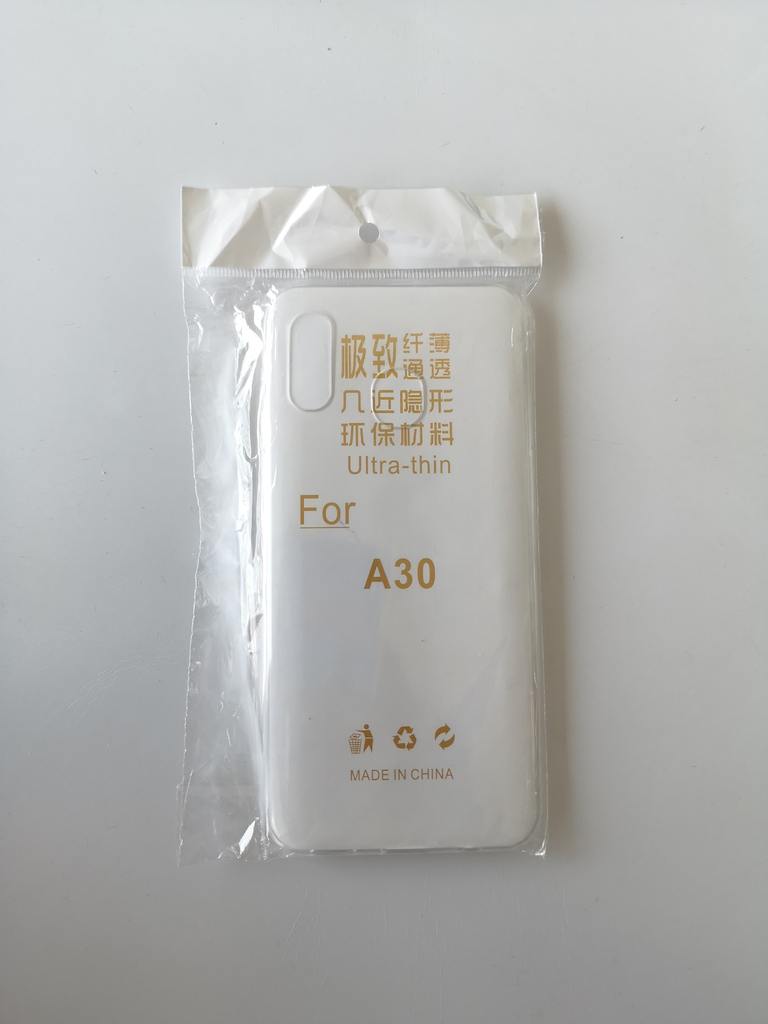 极致纤薄
通透
几近隐形
环保材料
Ultra-thin
For
A30
MADE IN CHINA